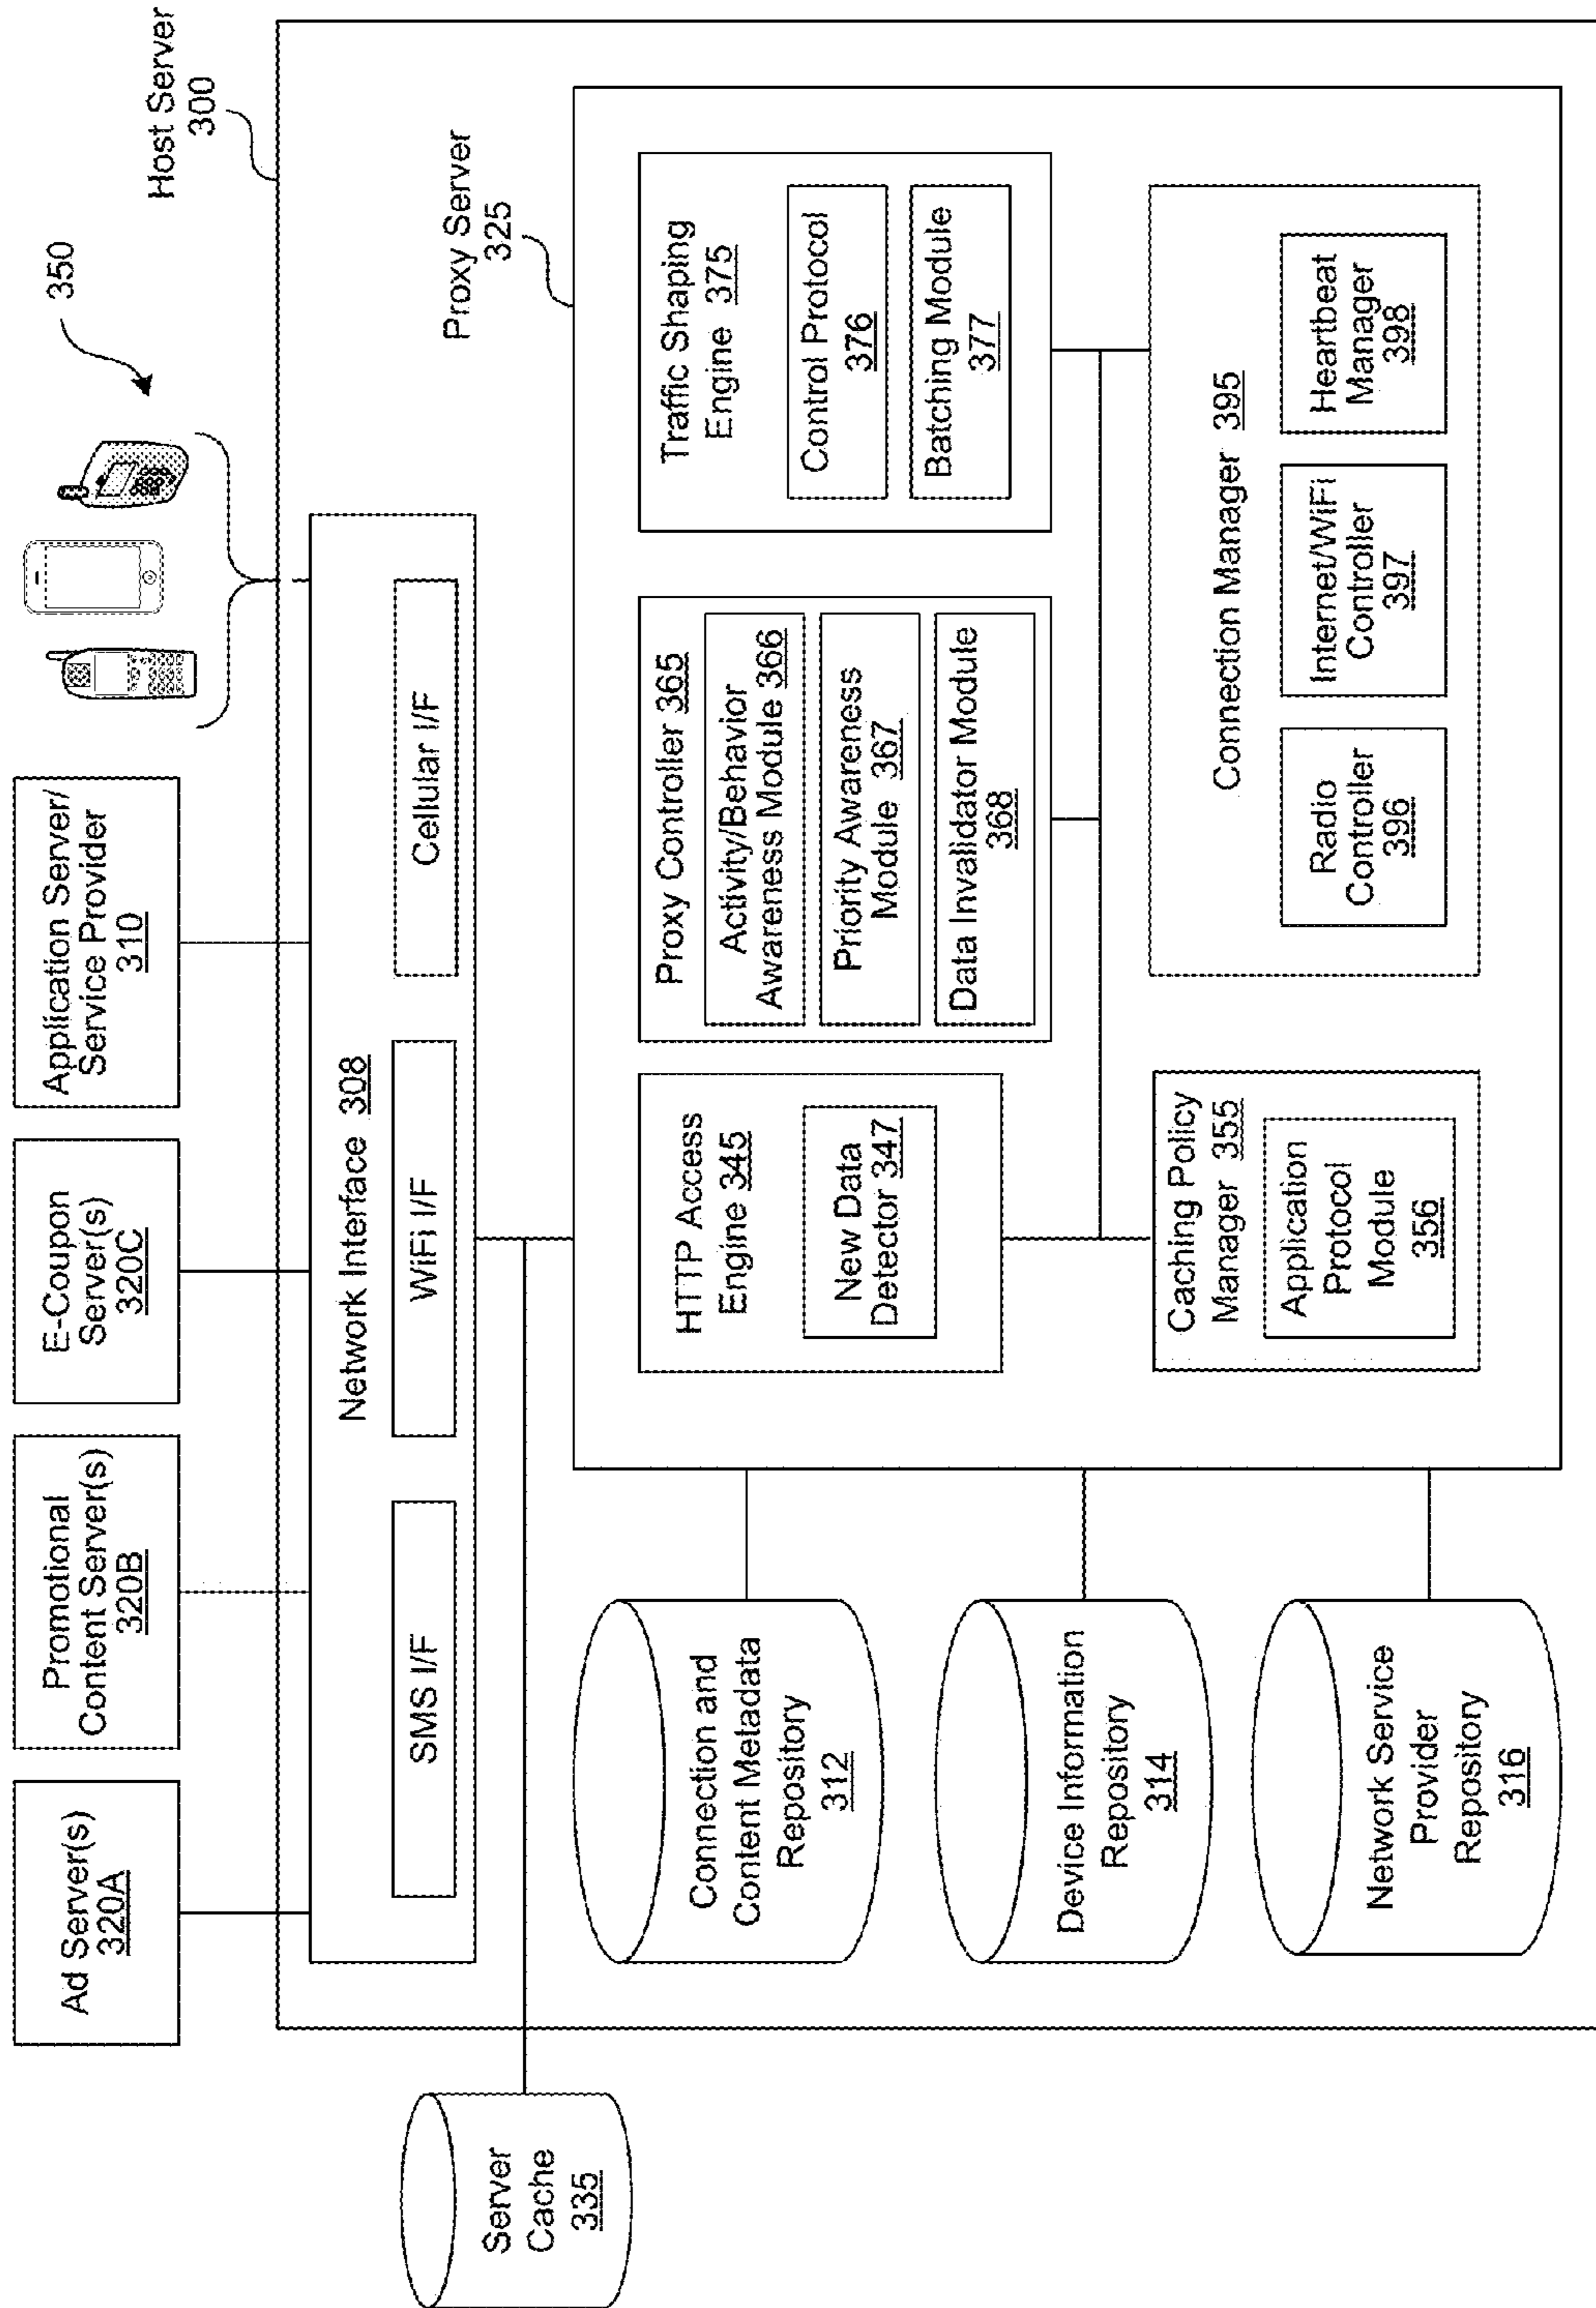 Ad Server(s)
320A
Promotional
Content Server(s)
320B
E-Coupon
Server(s)
320C
Application Server/
Service Provider
310
350
Host Server
300
Network Interface 308
SMS I/F
WiFi I/F
Cellular I/F
Server
Cache
335
Proxy Server
325
Connection and
Content Metadata
Repository
312
Device Information
Repository
314
Network Service
Provider
Repository
316
HTTP Access
Engine 345
New Data
Detector 347
Proxy Controller 365
Activity/Behavior
Awareness Module 366
Priority Awareness
Module 367
Data Invalidator Module
368
Traffic Shaping
Engine 375
Control Protocol
376
Batching Module
377
Caching Policy
Manager 355
Application
Protocol
Module
356
Connection Manager 395
Radio
Controller
396
Internet/WiFi
Controller
397
Heartbeat
Manager
398